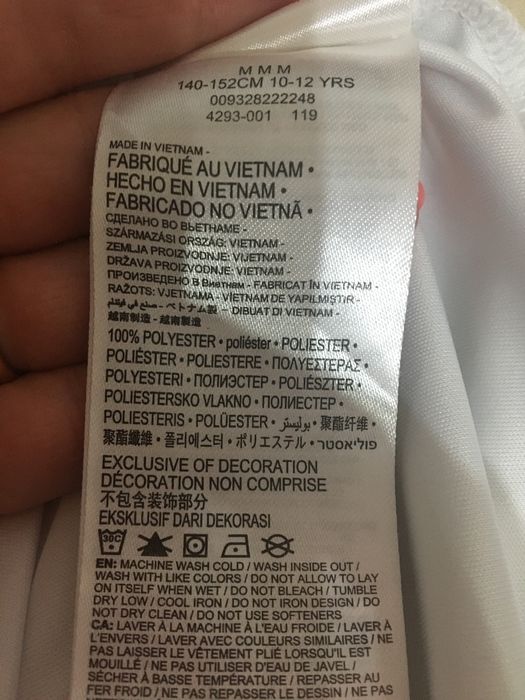 M M M
140-152CM 10-12 YRS
009328222248
4293-001 119
MADE IN VIETNAM -
FABRIQUÉ AU VIETNAM •
HECHO EN VIETNAM •
FABRICADO NO VIETNÃ •
СДЕЛАНО ВО ВЬЕТНАМЕ -
SZÁRMAZÁSI ORSZÁG: VIETNAM -
ZEMLJA PROIZVODNJE: VIJETNAM -
DRŽAVA PROIZVODNJE: VIETNAM -
ПРОИЗВЕДЕНО В Виетнам - FABRICAT ÎN VIETNAM -
RAŽOTS: VJETNAMA - VİETNAM DE YAPILMIŞTIR -
صنع في فيتنام - ベトナム製 - DIBUAT DI VIETNAM -
越南制造 - 越南製造
100% POLYESTER • poliéster • POLIESTER •
POLIÉSTER • POLIESTERE • ΠΟΛΥΕΣΤΕΡΑΣ •
POLYESTERI • ПОЛИЭСТЕР • POLIÉSZTER •
POLIESTERSKO VLAKNO • ПОЛИЕСТЕР •
POLIESTERIS • POLÜESTER • بوليستر • 聚酯纤维 •
聚酯纖維 • 폴리에스터 • ポリエステル • פוליאסטר
EXCLUSIVE OF DECORATION
DÉCORATION NON COMPRISE
不包含装饰部分
EKSKLUSIF DARI DEKORASI
30C
EN: MACHINE WASH COLD / WASH INSIDE OUT /
WASH WITH LIKE COLORS / DO NOT ALLOW TO LAY
ON ITSELF WHEN WET / DO NOT BLEACH / TUMBLE
DRY LOW / COOL IRON / DO NOT IRON DESIGN / DO
NOT DRY CLEAN / DO NOT USE SOFTENERS
CA: LAVER À LA MACHINE À L'EAU FROIDE / LAVER À
L'ENVERS / LAVER AVEC COULEURS SIMILAIRES / NE
PAS LAISSER LE VÊTEMENT PLIÉ LORSQU'IL EST
MOUILLÉ / NE PAS UTILISER D'EAU DE JAVEL /
SÉCHER À BASSE TEMPÉRATURE / REPASSER AU
FER FROID / NE PAS REPASSER LE DESSIN / NE PAS